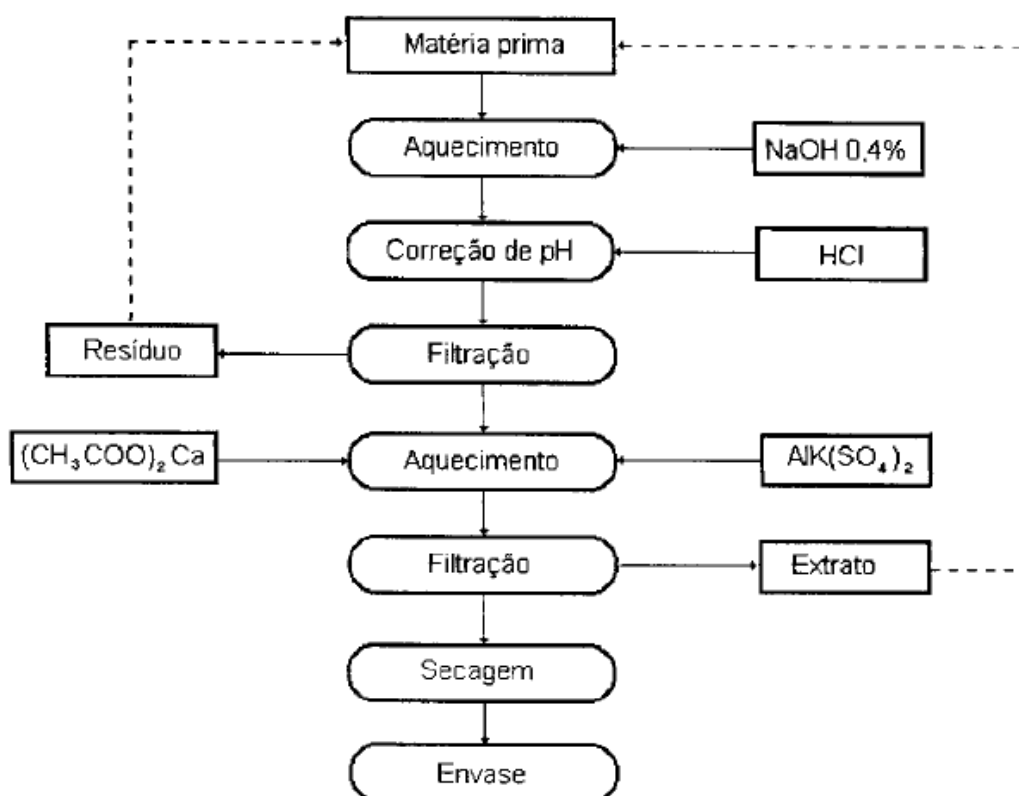 Matéria prima
Aquecimento
NaOH 0,4%
Correção de pH
HCl
Resíduo
Filtração
(CH₃COO)₂ Ca
Aquecimento
AlK(SO₄)₂
Filtração
Extrato
Secagem
Envase